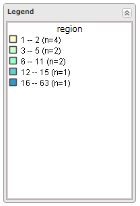 Legend
region
1 -- 2 (n=4)
3 -- 5 (n=2)
6 -- 11 (n=2)
12 -- 15 (n=1)
16 -- 63 (n=1)